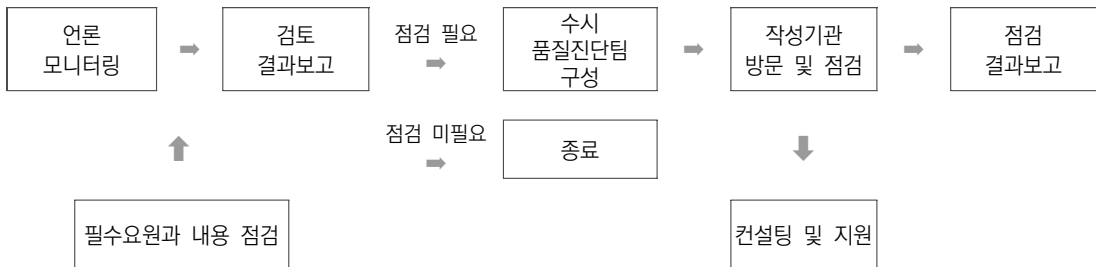 언론
모니터링
검토
결과보고
점검 필요
수시
품질진단팀
구성
작성기관
방문 및 점검
점검
결과보고
점검 미필요
종료
필수요원과 내용 점검
컨설팅 및 지원